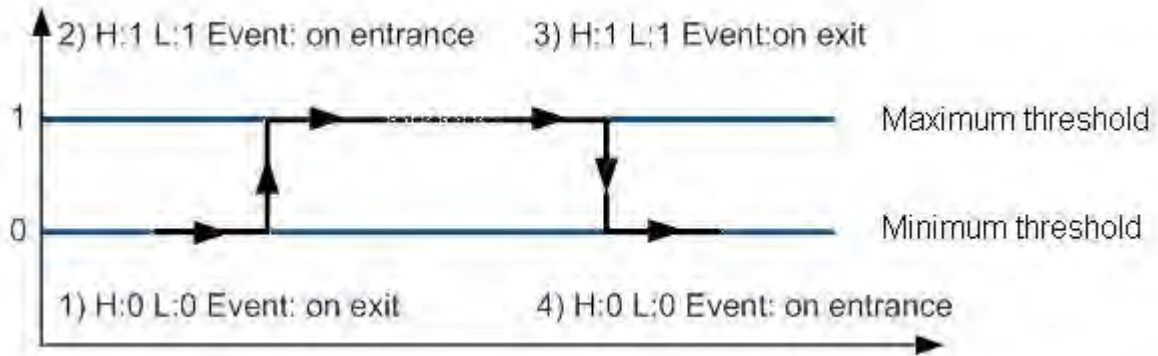 2) H:1 L:1 Event: on entrance
3) H:1 L:1 Event:on exit
1
Maximum threshold
0
Minimum threshold
1) H:0 L:0 Event: on exit
4) H:0 L:0 Event: on entrance